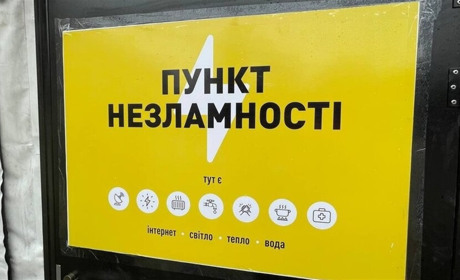 ПУНКТ
НЕЗЛАМНОСТІ
тут є
інтернет • світло • тепло • вода